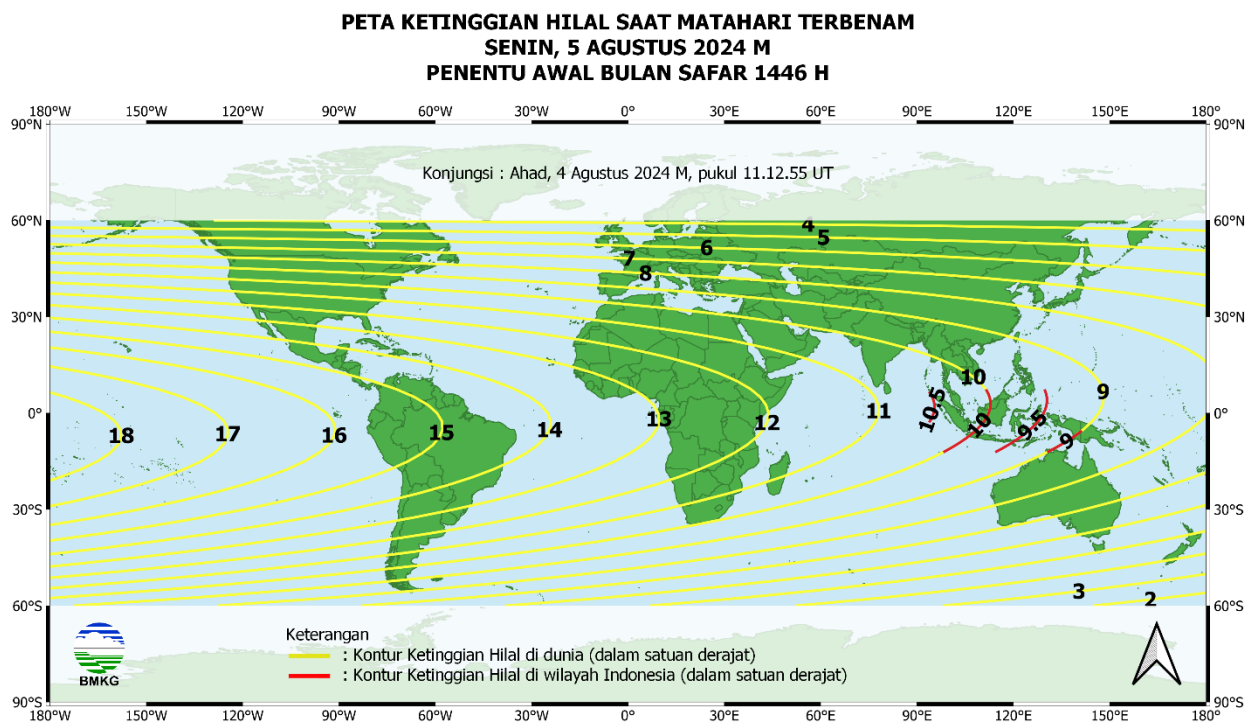 PETA KETINGGIAN HILAL SAAT MATAHARI TERBENAM
SENIN, 5 AGUSTUS 2024 M
PENENTU AWAL BULAN SAFAR 1446 H
180°W 150°W 120°W 90°W 60°W 30°W 0° 30°E 60°E 90°E 120°E 150°E 180°
90°N 90°N
Konjungsi : Ahad, 4 Agustus 2024 M, pukul 11.12.55 UT
60°N 4 60°N
5
6
7
8
30°N 30°N
10
9
10.5
0° 13 12 11 10 9.5 0°
18 17 16 15 14 9
30°S 30°S
3
2
60°S 60°S
Keterangan
: Kontur Ketinggian Hilal di dunia (dalam satuan derajat)
: Kontur Ketinggian Hilal di wilayah Indonesia (dalam satuan derajat)
BMKG
90°S 90°S
180°W 150°W 120°W 90°W 60°W 30°W 0° 30°E 60°E 90°E 120°E 150°E 180°